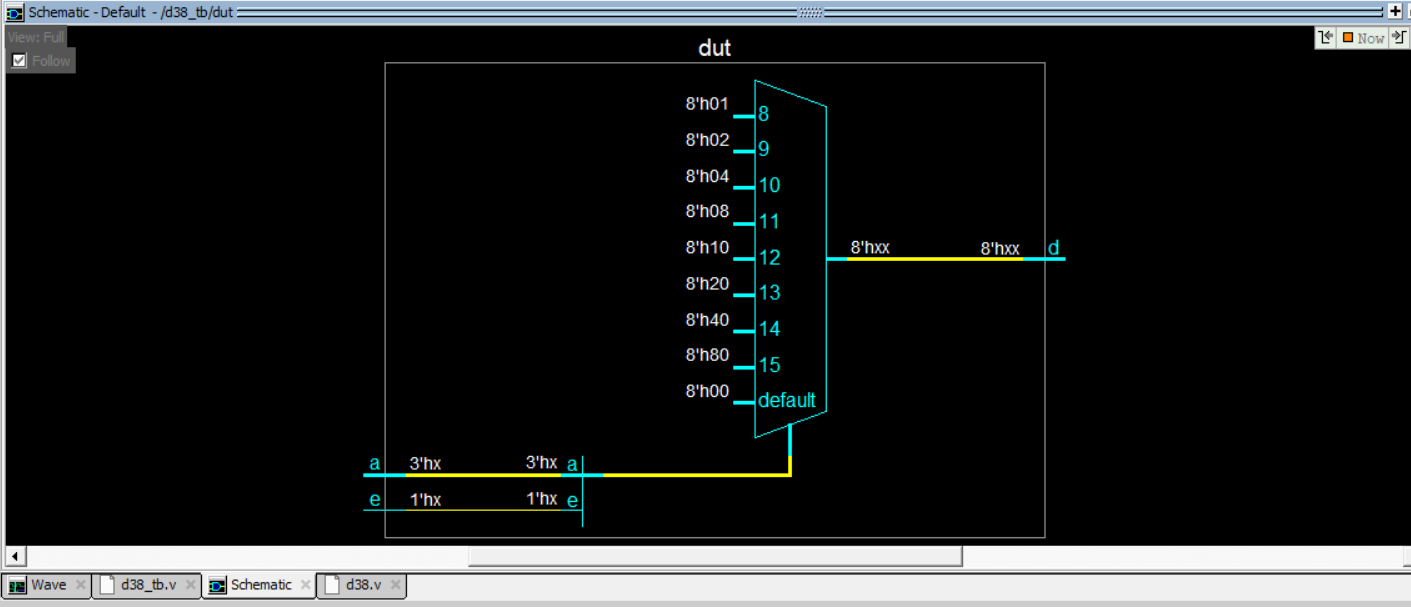 Schematic - Default - /d38_tb/dut
View: Full
Follow
Now
dut
8'h01
8
8'h02
9
8'h04
10
8'h08
11
8'h10
12
8'hxx
8'hxx
d
8'h20
13
8'h40
14
8'h80
15
8'h00
default
a
3'hx
3'hx
a
e
1'hx
1'hx
e
Wave
d38_tb.v
Schematic
d38.v